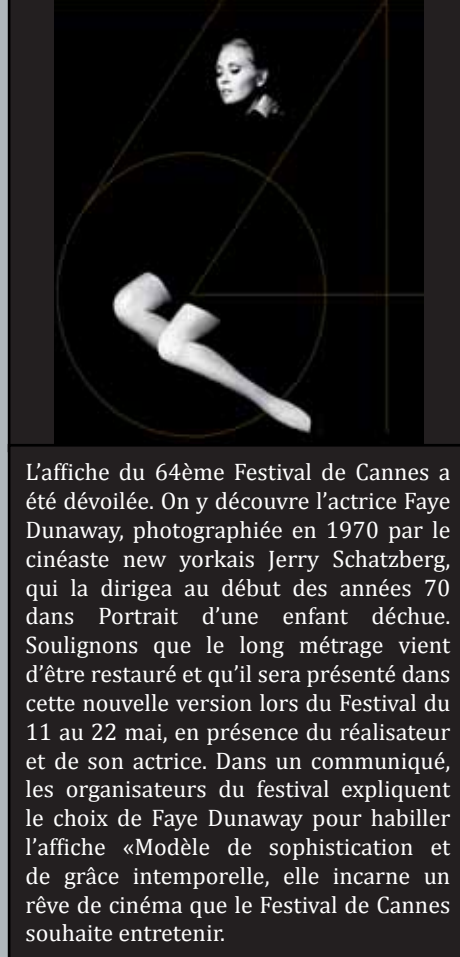 L’affiche du 64ème Festival de Cannes a
été dévoilée. On y découvre l’actrice Faye
Dunaway, photographiée en 1970 par le
cinéaste new yorkais Jerry Schatzberg,
qui la dirigea au début des années 70
dans Portrait d’une enfant déchue.
Soulignons que le long métrage vient
d’être restauré et qu’il sera présenté dans
cette nouvelle version lors du Festival du
11 au 22 mai, en présence du réalisateur
et de son actrice. Dans un communiqué,
les organisateurs du festival expliquent
le choix de Faye Dunaway pour habiller
l’affiche «Modèle de sophistication et
de grâce intemporelle, elle incarne un
rêve de cinéma que le Festival de Cannes
souhaite entretenir.